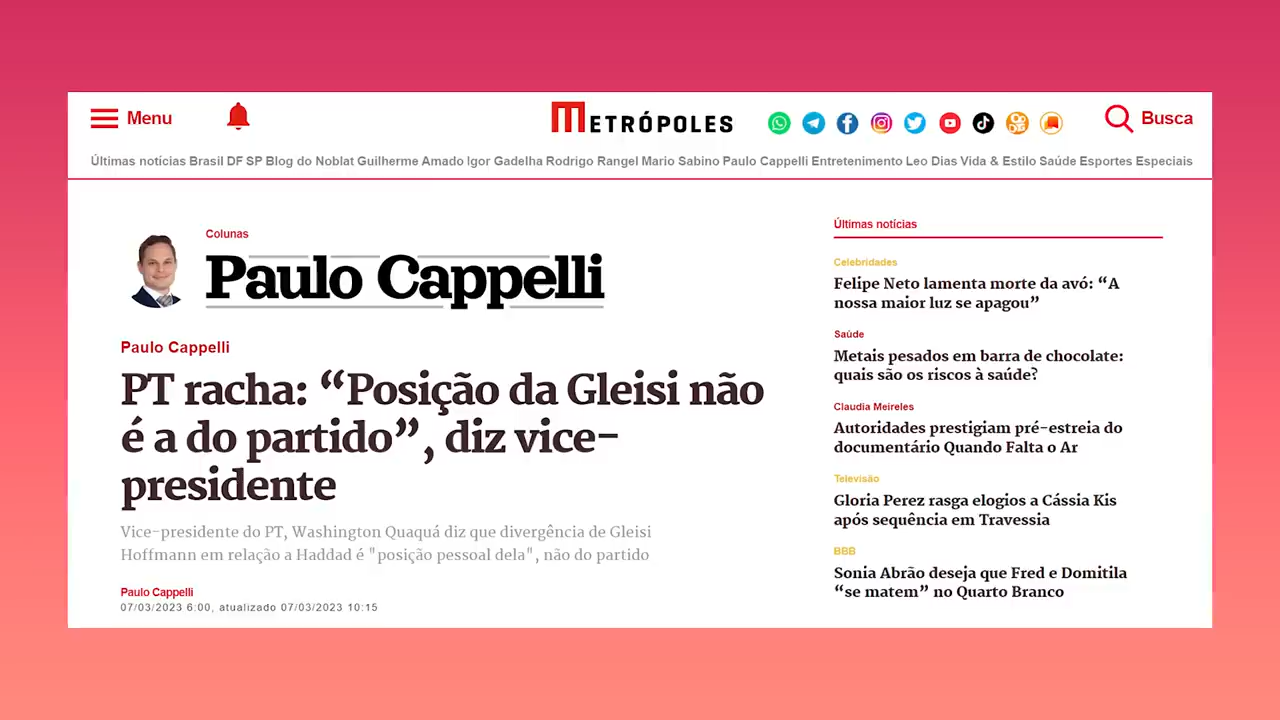 Menu
METRÓPOLES
Busca
Últimas notícias Brasil DF SP Blog do Noblat Guilherme Amado Igor Gadelha Rodrigo Rangel Mario Sabino Paulo Cappelli Entretenimento Leo Dias Vida & Estilo Saúde Esportes Especiais
Colunas
Paulo Cappelli
Paulo Cappelli
PT racha: “Posição da Gleisi não
é a do partido”, diz vice-
presidente
Vice-presidente do PT, Washington Quaquá diz que divergência de Gleisi
Hoffmann em relação a Haddad é "posição pessoal dela", não do partido
Paulo Cappelli
07/03/2023 6:00, atualizado 07/03/2023 10:15
Últimas notícias
Celebridades
Felipe Neto lamenta morte da avó: “A
nossa maior luz se apagou”
Saúde
Metais pesados em barra de chocolate:
quais são os riscos à saúde?
Claudia Meireles
Autoridades prestigiam pré-estreia do
documentário Quando Falta o Ar
Televisão
Gloria Perez rasga elogios a Cássia Kis
após sequência em Travessia
BBB
Sonia Abrão deseja que Fred e Domitila
“se matem” no Quarto Branco